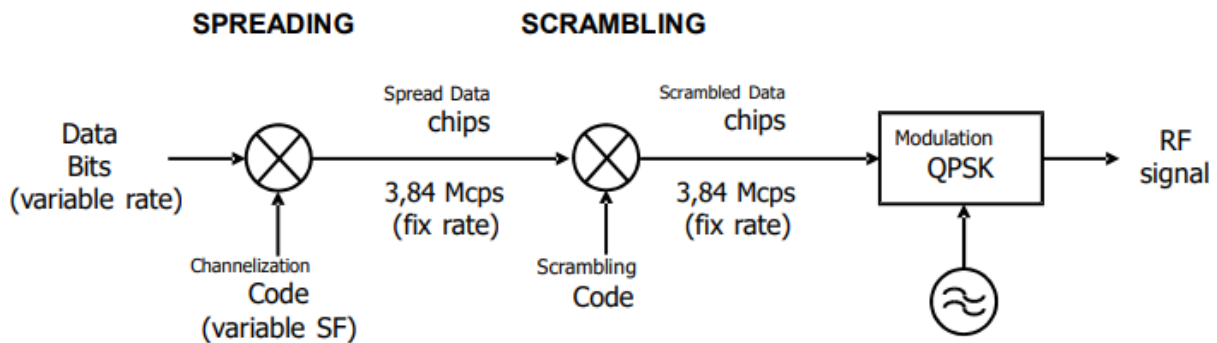 SPREADING
SCRAMBLING
Data
Bits
(variable rate)
Spread Data
chips
3,84 Mcps
(fix rate)
Channelization
Code
(variable SF)
Scrambled Data
chips
3,84 Mcps
(fix rate)
Scrambling
Code
Modulation
QPSK
RF
signal